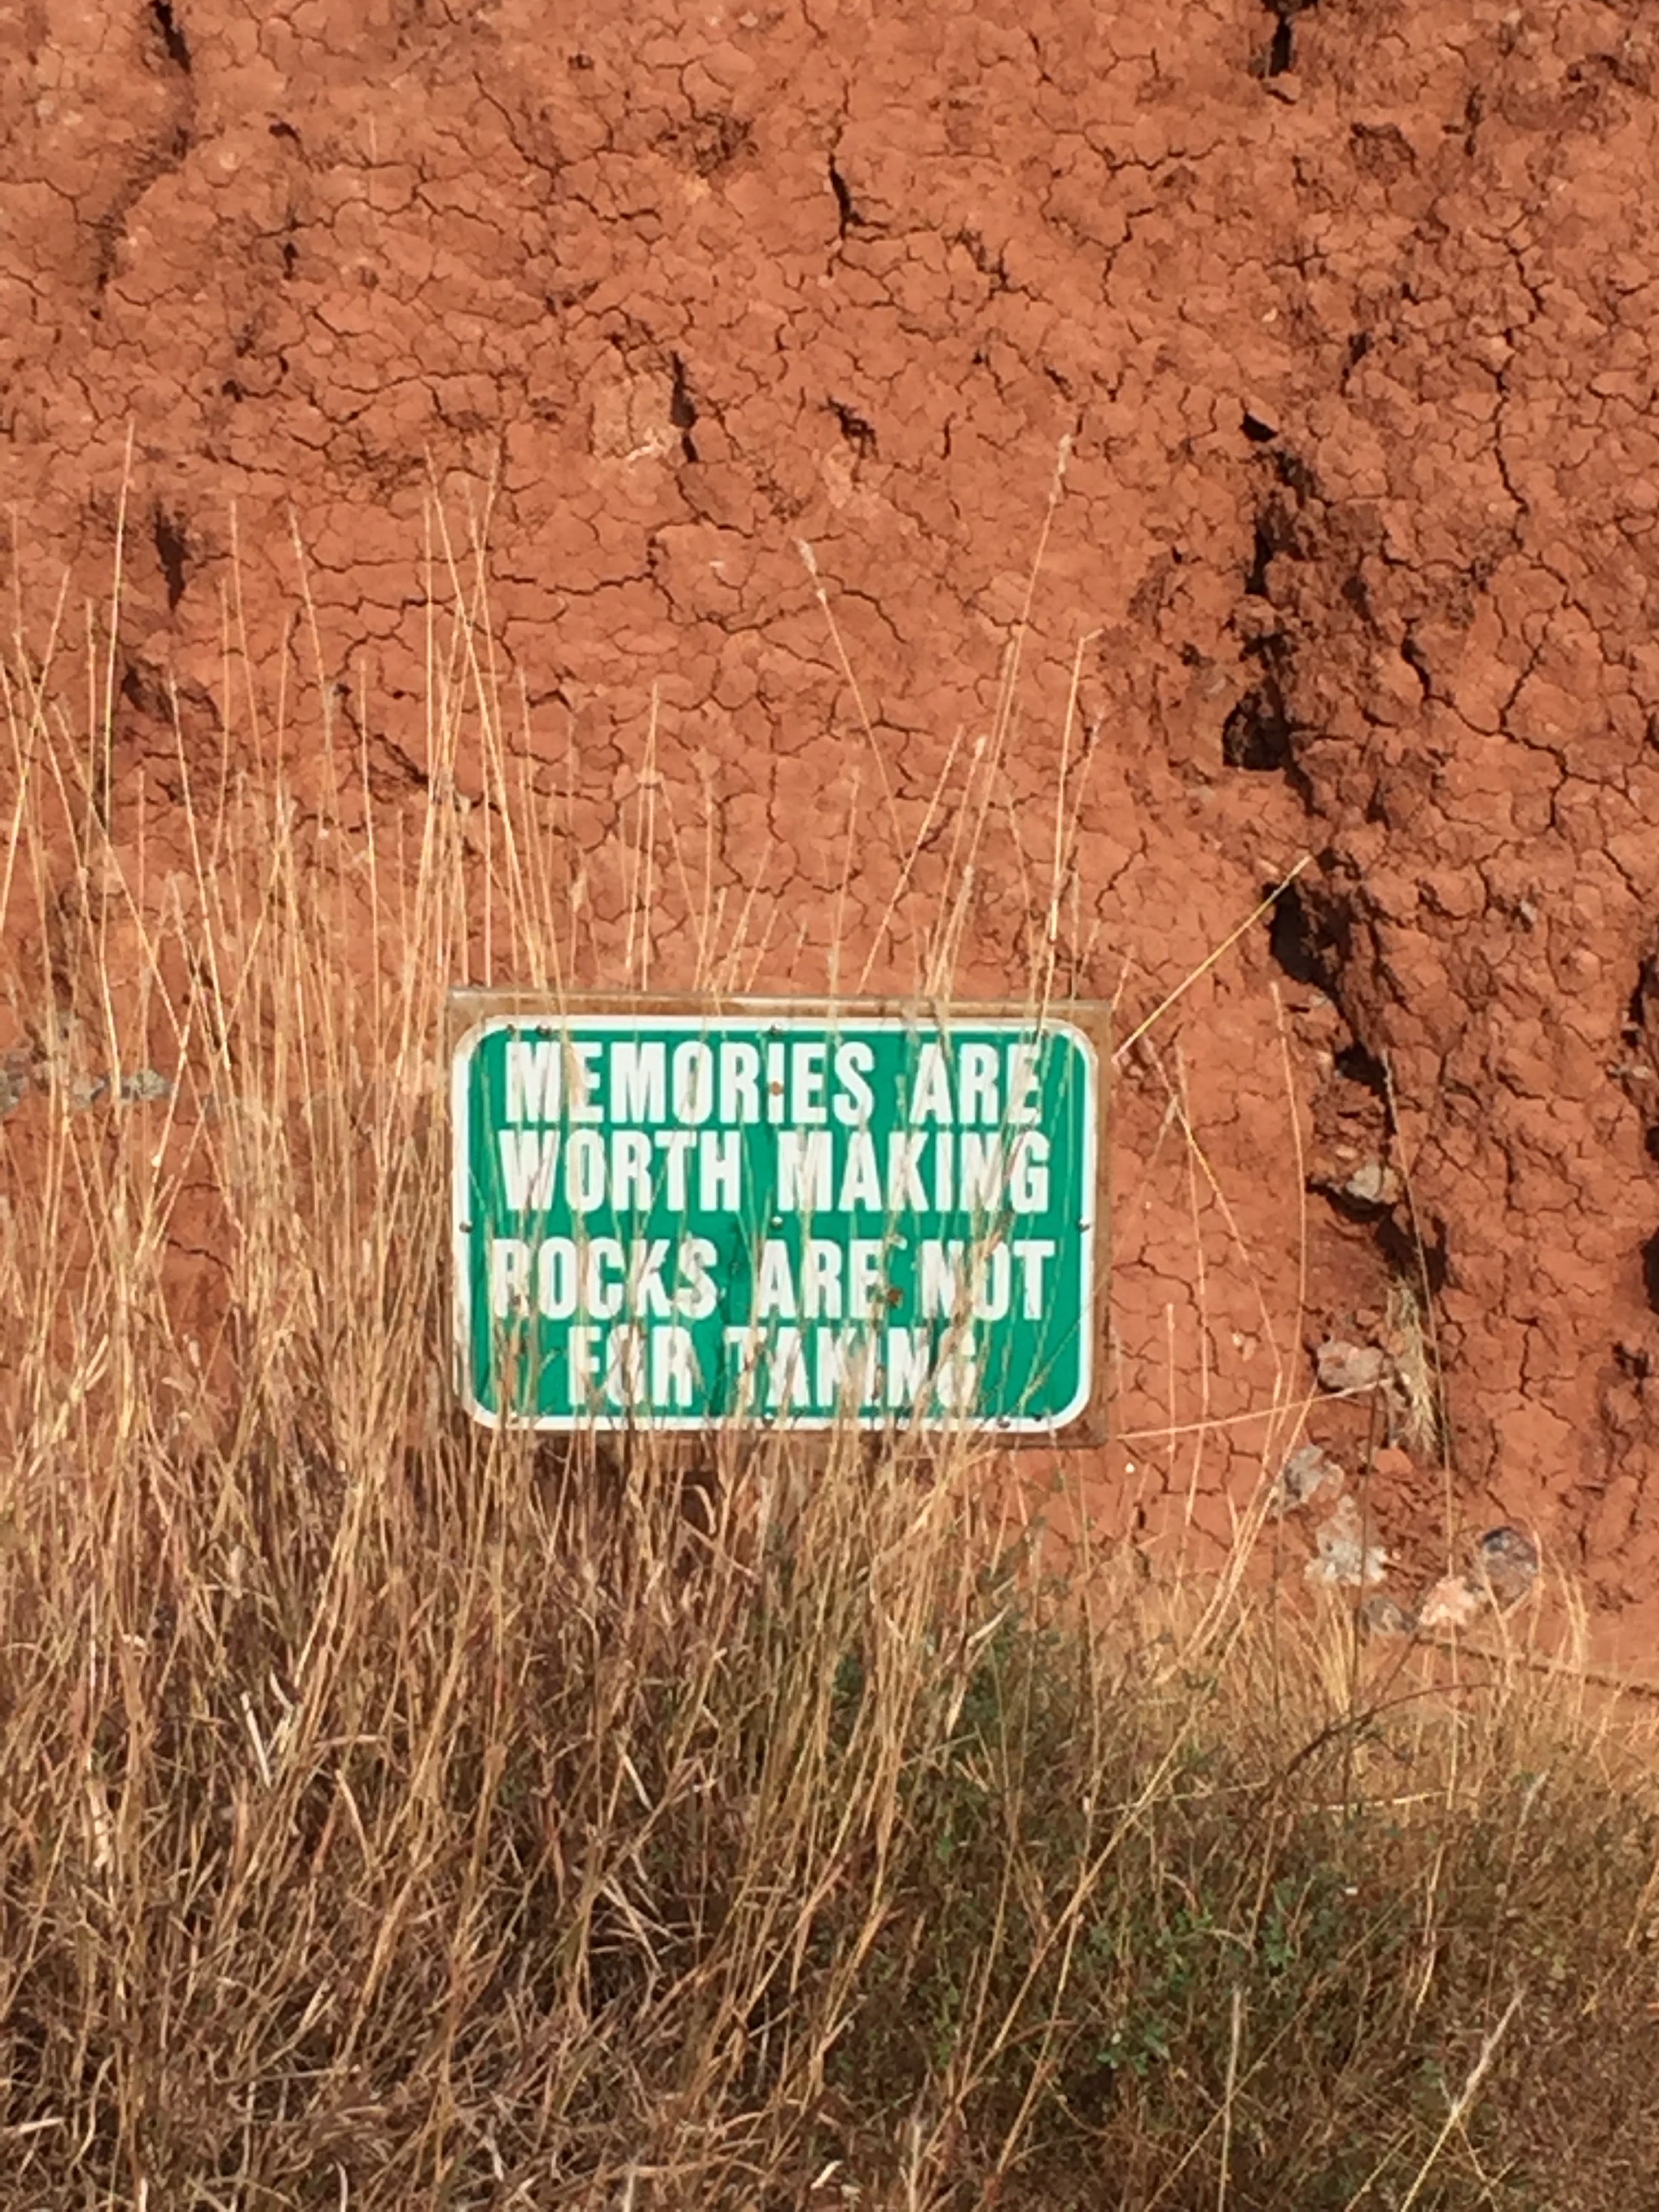 MEMORIES ARE
WORTH MAKING
ROCKS ARE NOT
FOR TAKING